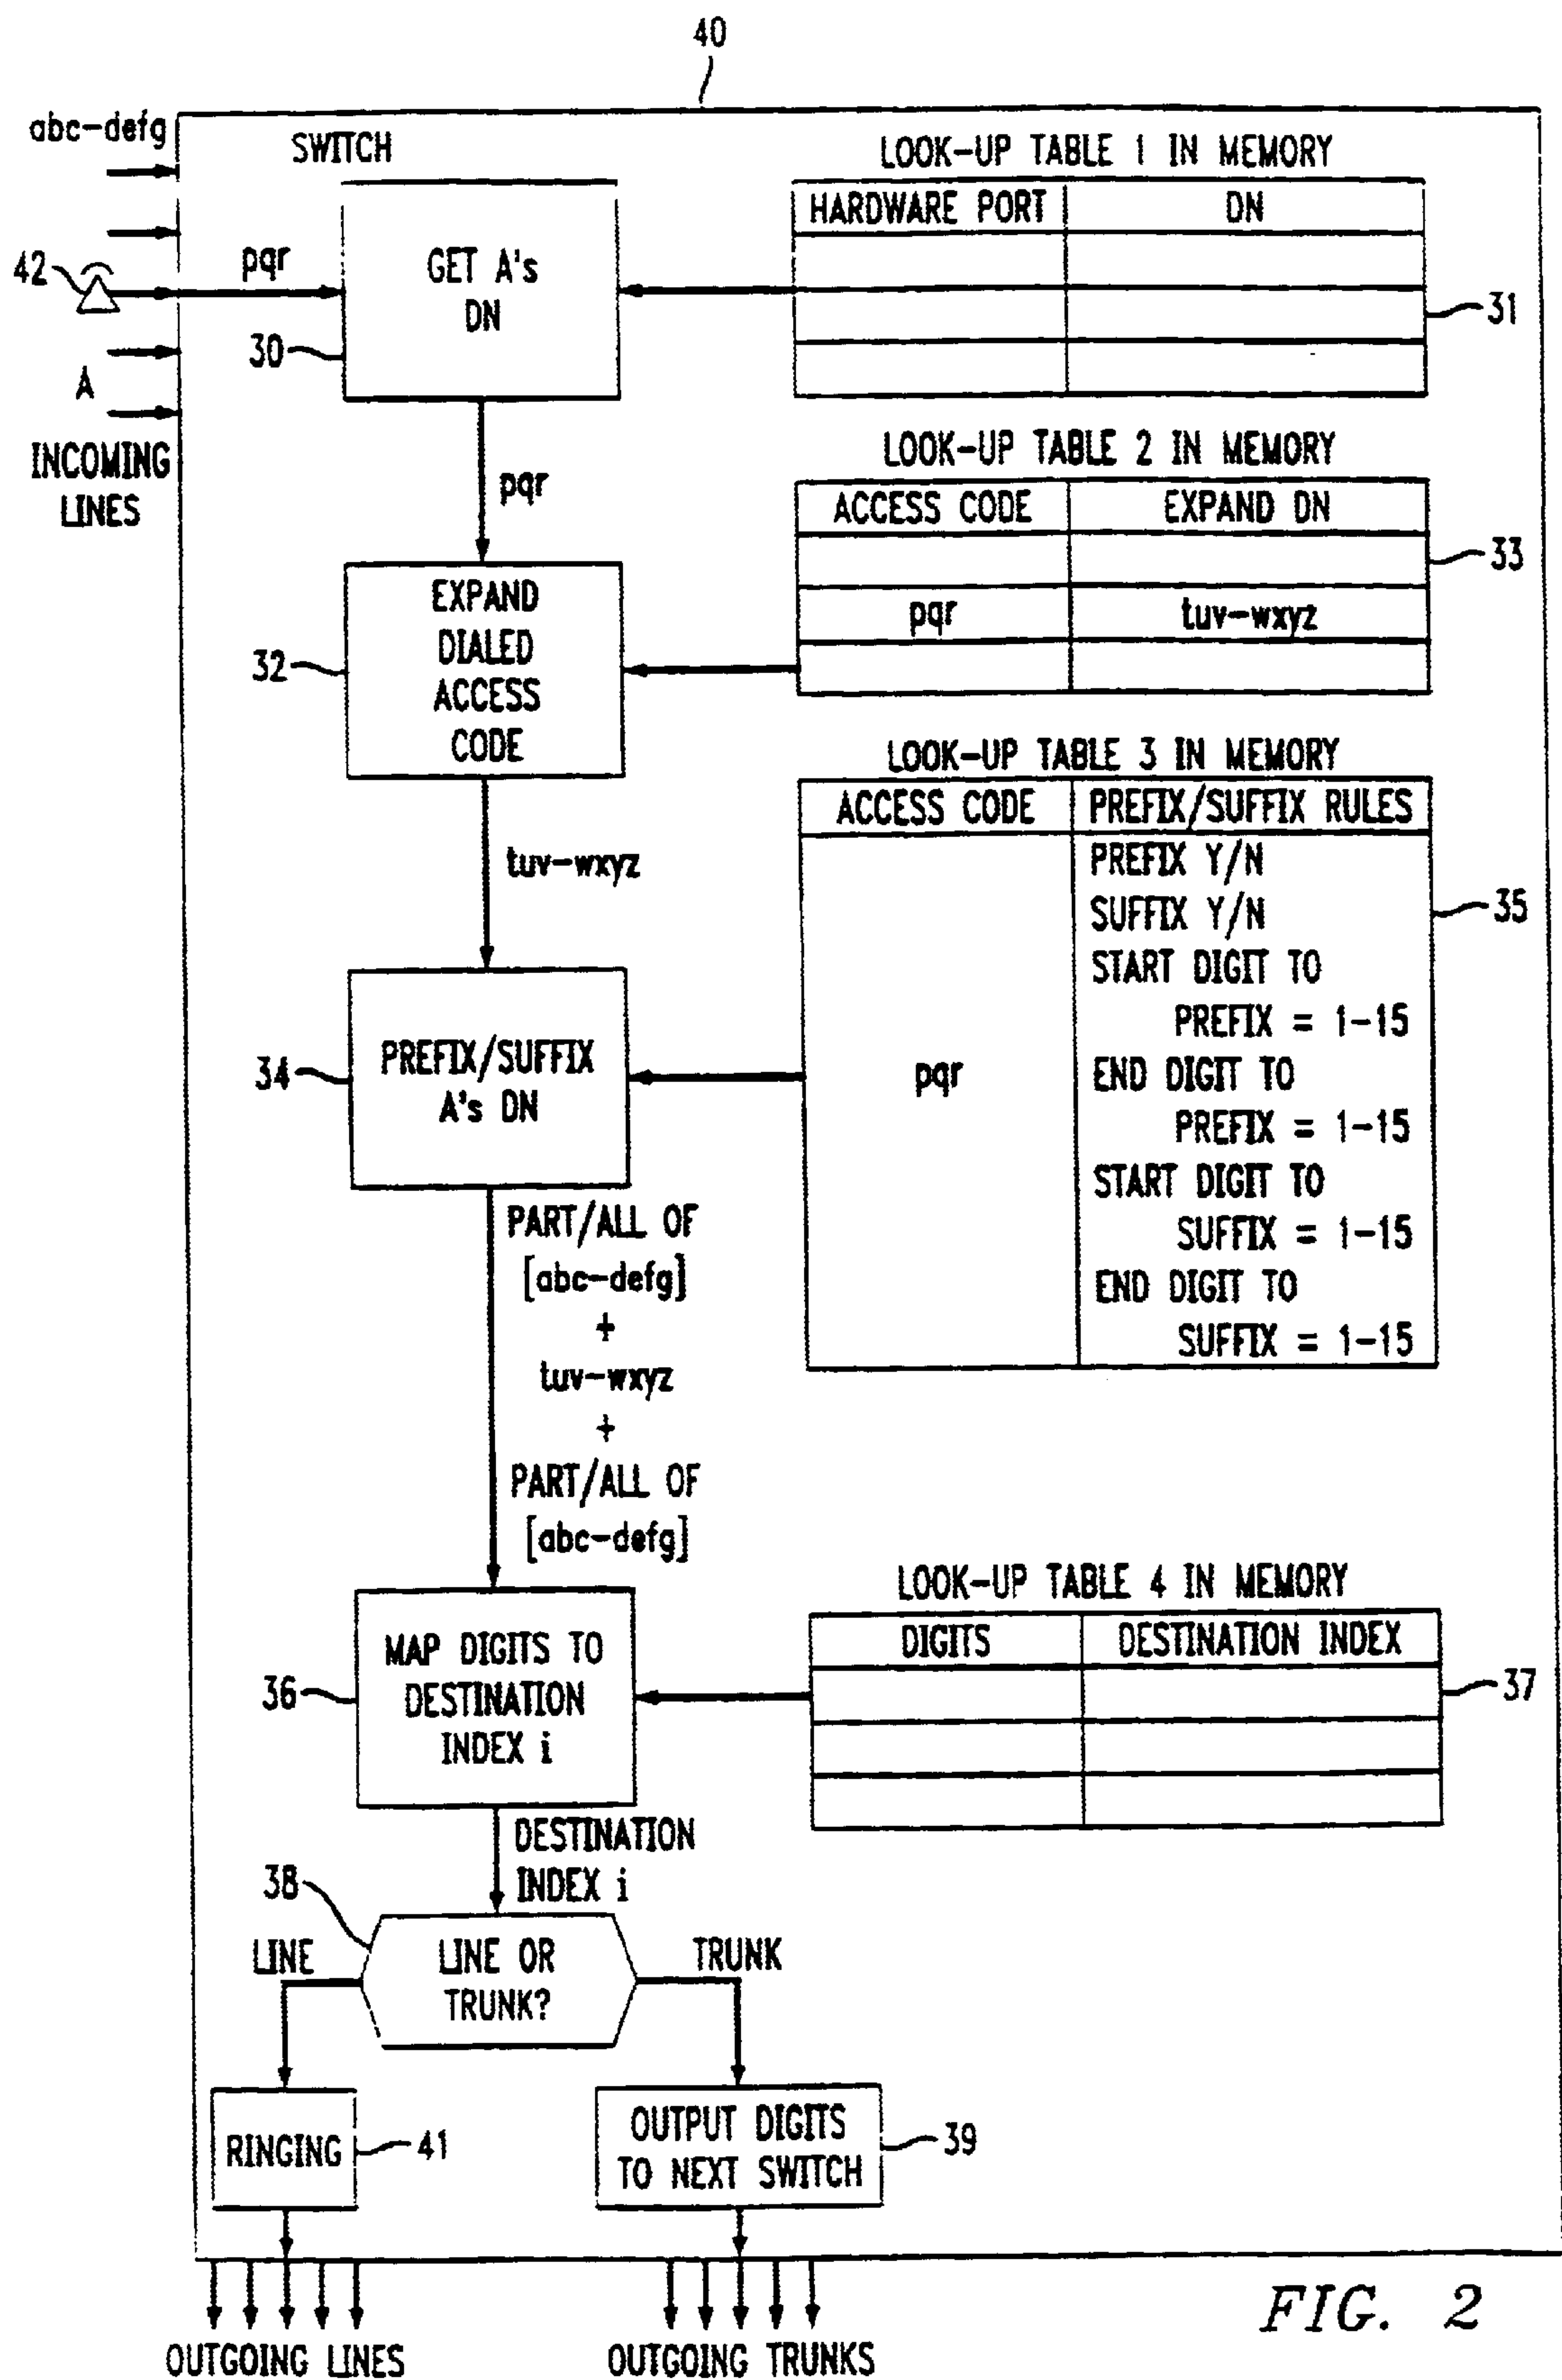 40
abc-defg
SWITCH
LOOK-UP TABLE 1 IN MEMORY
HARDWARE PORT DN
42
pqr
GET A's
DN
31
30
A
INCOMING
LINES
pqr
LOOK-UP TABLE 2 IN MEMORY
ACCESS CODE EXPAND DN
33
pqr tuv-wxyz
EXPAND
DIALED
ACCESS
CODE
32
LOOK-UP TABLE 3 IN MEMORY
ACCESS CODE PREFIX/SUFFIX RULES
tuv-wxyz
PREFIX Y/N
SUFFIX Y/N
35
START DIGIT TO
PREFIX = 1-15
pqr
END DIGIT TO
PREFIX = 1-15
START DIGIT TO
SUFFIX = 1-15
END DIGIT TO
SUFFIX = 1-15
34
PREFIX/SUFFIX
A's DN
PART/ALL OF
[abc-defg]
+
tuv-wxyz
+
PART/ALL OF
[abc-defg]
LOOK-UP TABLE 4 IN MEMORY
DIGITS DESTINATION INDEX
37
36
MAP DIGITS TO
DESTINATION
INDEX i
DESTINATION
INDEX i
38
LINE
LINE OR
TRUNK?
TRUNK
RINGING
41
OUTPUT DIGITS
TO NEXT SWITCH
39
OUTGOING LINES
OUTGOING TRUNKS
FIG. 2